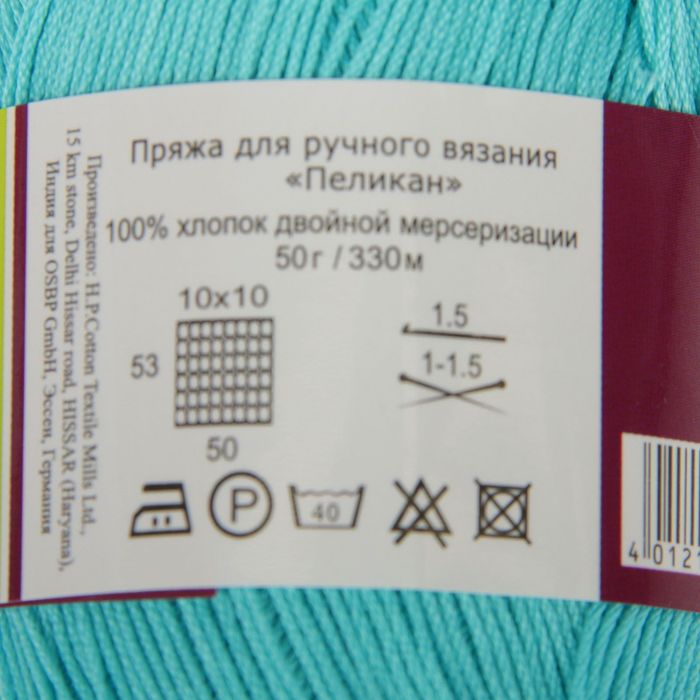 Пряжа для ручного вязания
«Пеликан»
100% хлопок двойной мерсеризации
50г / 330м
10x10
53
50
1.5
1-1.5
P
40
Произведено: H.P.Cotton Textile Mills Ltd.,
15 km stone, Delhi Hissar road, HISSAR (Haryana),
Индия для OSBP GmbH, Эссен, Германия
4 0121